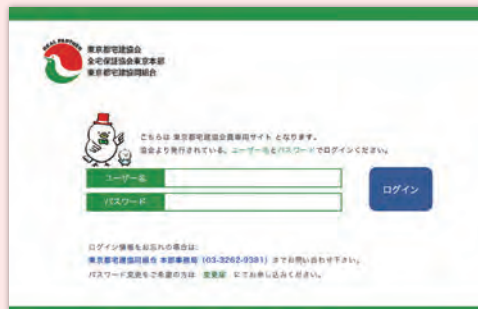 REAL PARTNER
東京都宅建協会
全宅保証協会東京本部
東京都宅建協同組合
こちらは 東京都宅建協会員専用サイト となります。
協会より発行されている、ユーザー名とパスワードでログインください。
ユーザー名
パスワード
ログイン
ログイン情報をお忘れの場合は:
東京都宅建協同組合 本部事務局 (03-3262-9381) までお問い合わせ下さい。
パスワード変更をご希望の方は 変更届 にてお申し込みください。